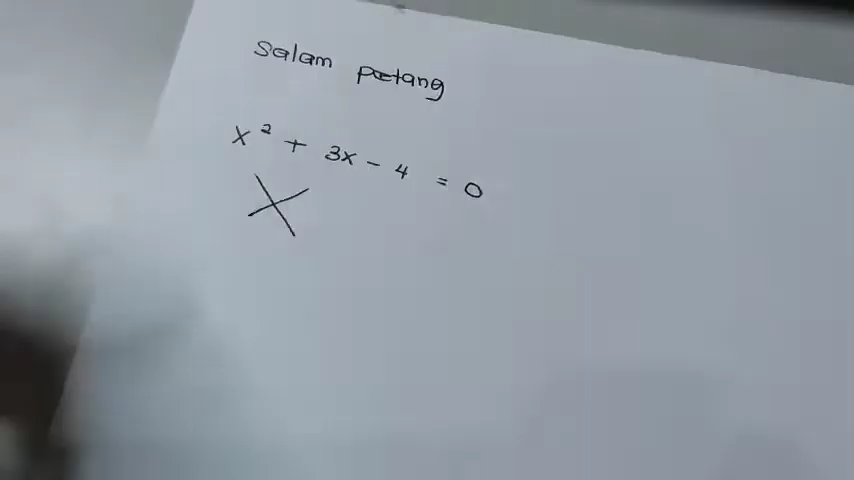 Salam petang
x² + 3x - 4 = 0